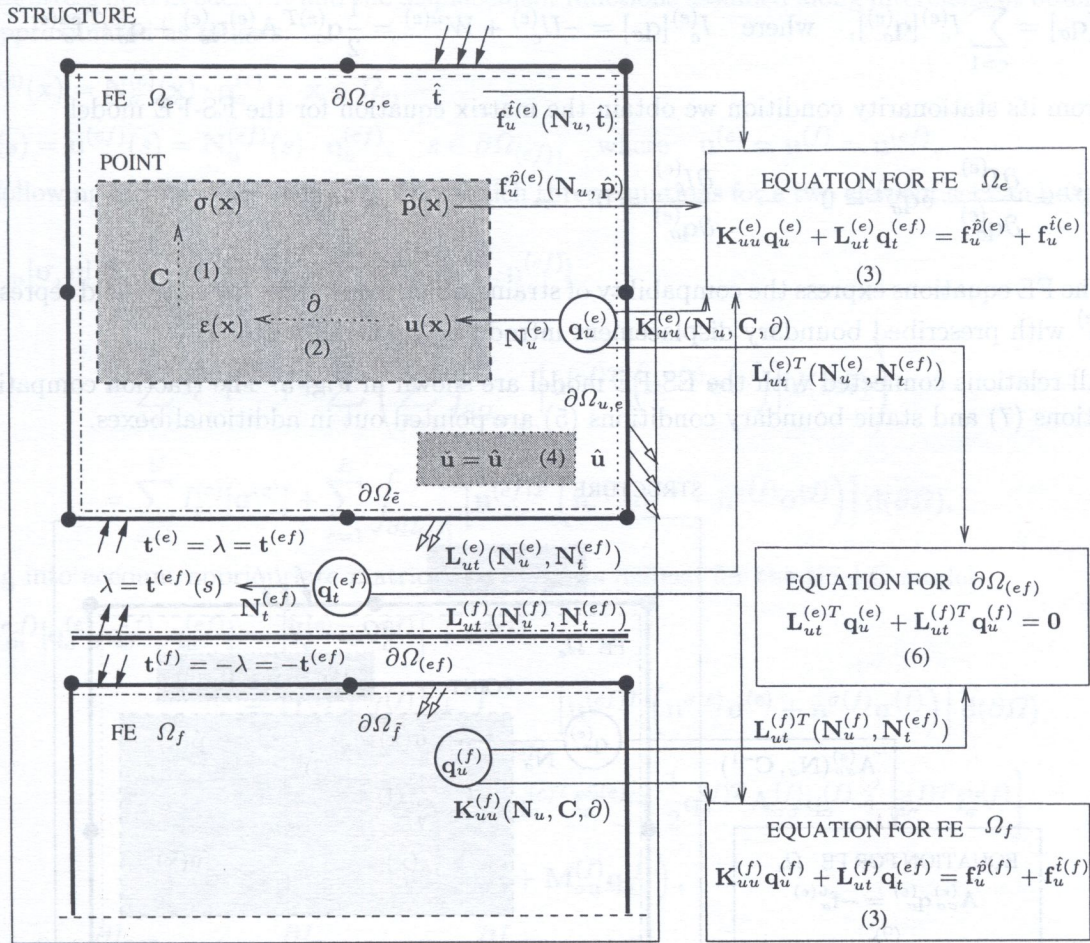 STRUCTURE
FE Ω_e
∂Ω_{σ,e}
t̂
f_u^{t̂(e)}(N_u, t̂)
POINT
σ(x)
p̂(x)
f_u^{p̂(e)}(N_u, p̂)
C
(1)
ε(x)
∂
(2)
u(x)
N_u^{(e)}
q_u^{(e)}
K_{uu}^{(e)}(N_u, C, ∂)
L_{ut}^{(e)T}(N_u^{(e)}, N_t^{(ef)})
∂Ω_{u,e}
ū = û (4)
û
∂Ω_ē
EQUATION FOR FE Ω_e
K_{uu}^{(e)} q_u^{(e)} + L_{ut}^{(e)} q_t^{(ef)} = f_u^{p̂(e)} + f_u^{t̂(e)}
(3)
t^{(e)} = λ = t^{(ef)}
L_{ut}^{(e)}(N_u^{(e)}, N_t^{(ef)})
λ = t^{(ef)}(s)
N_t^{(ef)}
q_t^{(ef)}
L_{ut}^{(f)}(N_u^{(f)}, N_t^{(ef)})
t^{(f)} = -λ = -t^{(ef)}
∂Ω_{(ef)}
EQUATION FOR ∂Ω_{(ef)}
L_{ut}^{(e)T} q_u^{(e)} + L_{ut}^{(f)T} q_u^{(f)} = 0
(6)
FE Ω_f
∂Ω_f̄
q_u^{(f)}
K_{uu}^{(f)}(N_u, C, ∂)
L_{ut}^{(f)T}(N_u^{(f)}, N_t^{(ef)})
EQUATION FOR FE Ω_f
K_{uu}^{(f)} q_u^{(f)} + L_{ut}^{(f)} q_t^{(ef)} = f_u^{p̂(f)} + f_u^{t̂(f)}
(3)